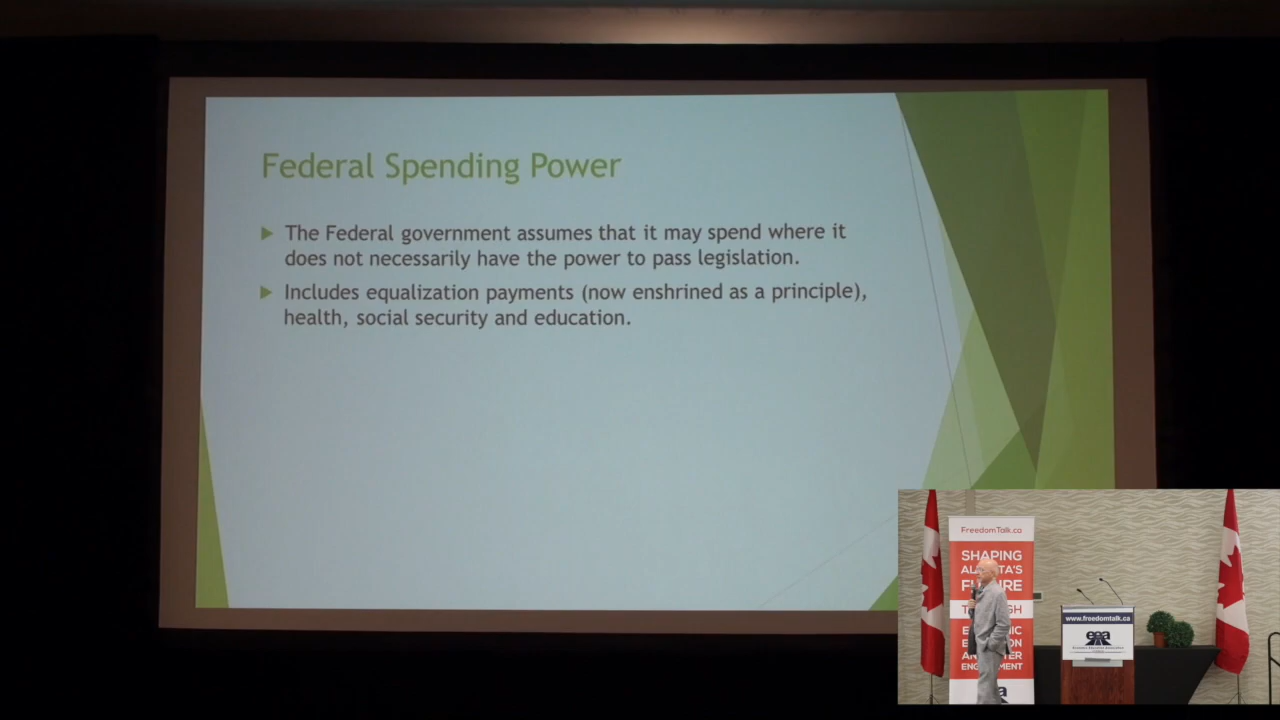 Federal Spending Power
The Federal government assumes that it may spend where it
does not necessarily have the power to pass legislation.
Includes equalization payments (now enshrined as a principle),
health, social security and education.
FreedomTalk.ca
SHAPING
www.freedomtalk.ca
eea